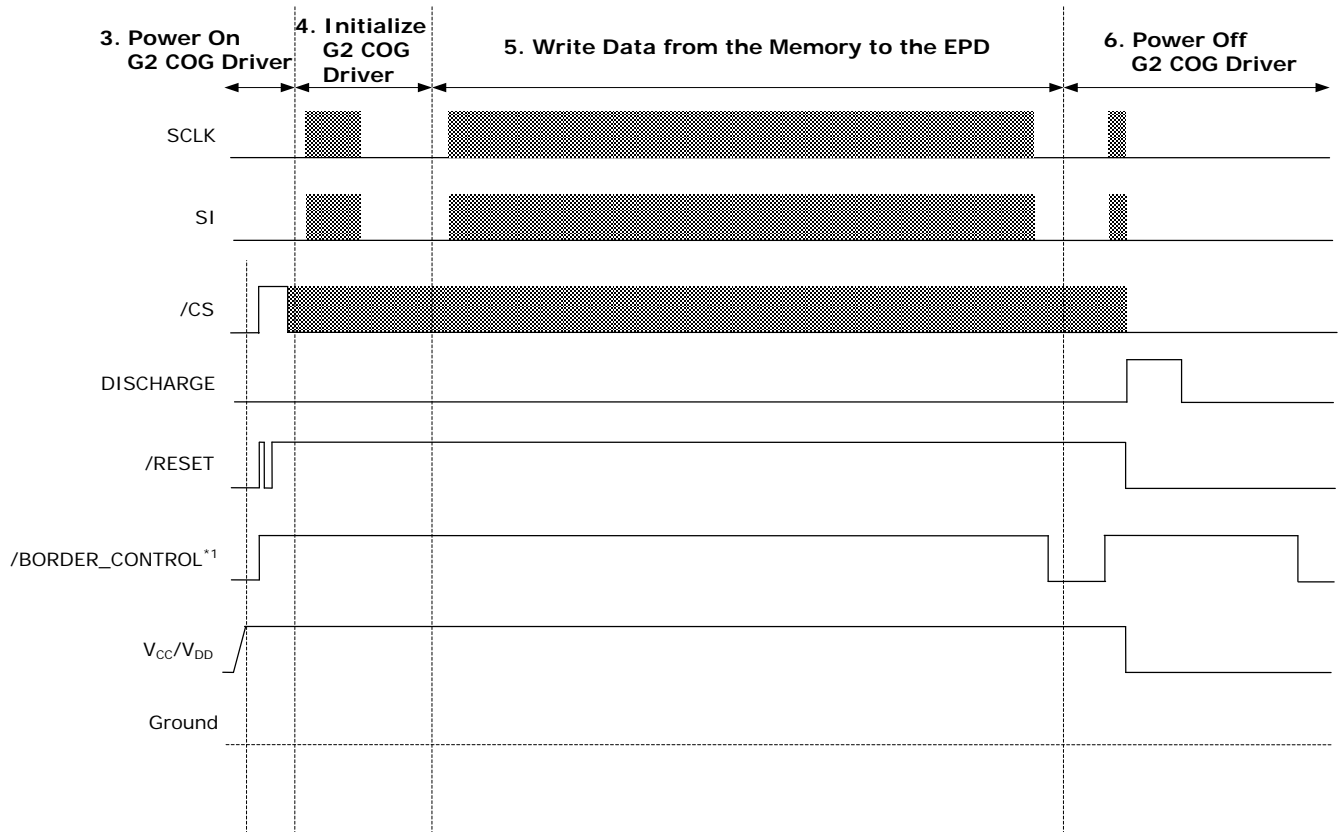 3. Power On
G2 COG Driver
4. Initialize
G2 COG
Driver
5. Write Data from the Memory to the EPD
6. Power Off
G2 COG Driver
SCLK
SI
/CS
DISCHARGE
/RESET
/BORDER_CONTROL*1
VCC/VDD
Ground